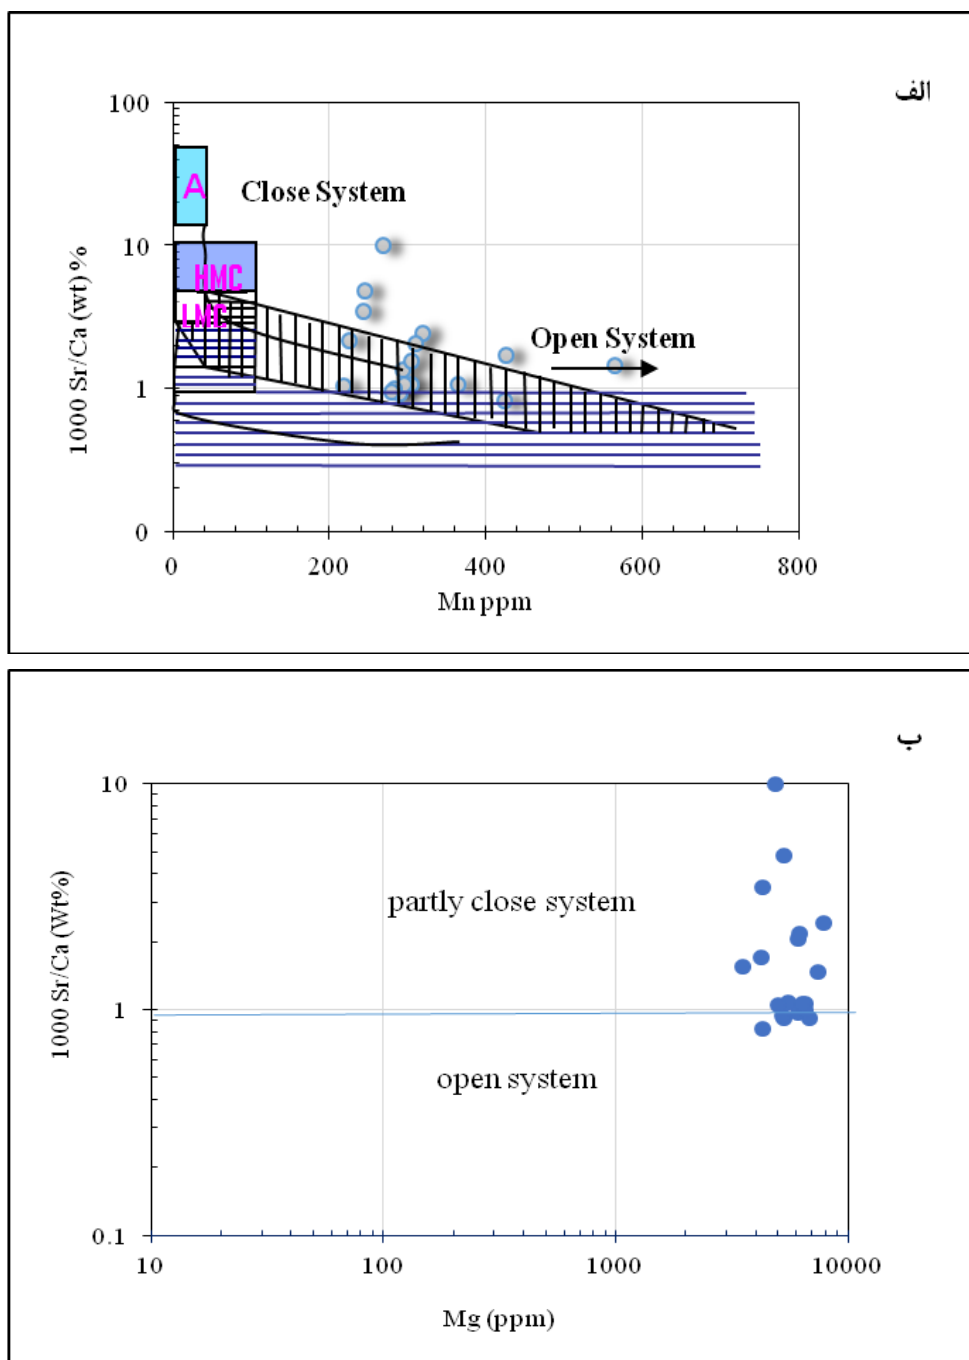 الف
100
A
Close System
10
HMC
LMC
Open System
1
0
0
200
400
600
800
1000 Sr/Ca (wt) %
Mn ppm
ب
10
partly close system
1
open system
0.1
10
100
1000
10000
1000 Sr/Ca (Wt%)
Mg (ppm)